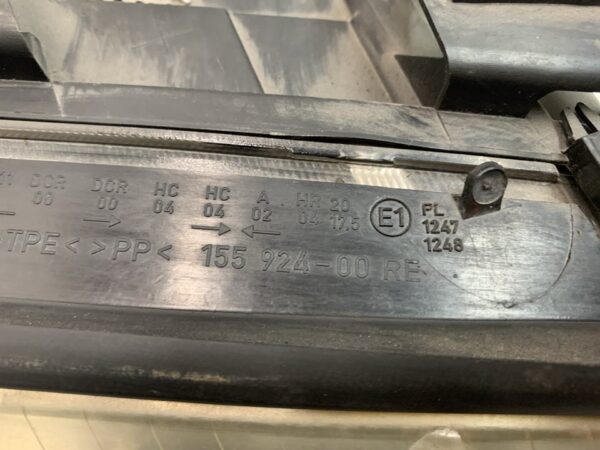 DCR DCR HC HC A HR 20
00 00 04 04 02 04 17.5
E1 PL
1247
1248
>TPE< >PP< 155 924-00 RE